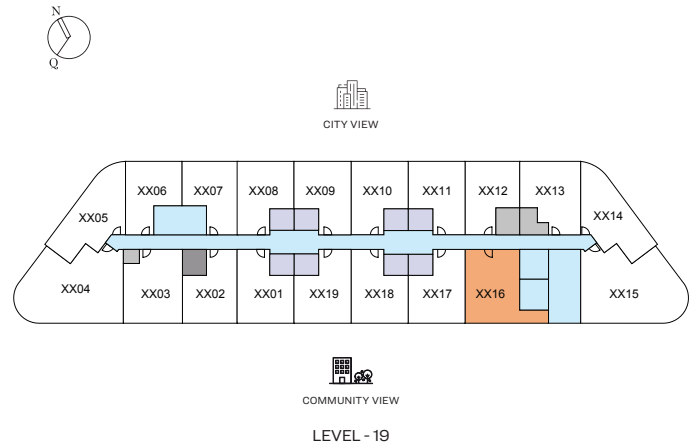 N
Q
CITY VIEW
XX06 XX07 XX08 XX09 XX10 XX11 XX12 XX13
XX05 XX14
XX04 XX03 XX02 XX01 XX19 XX18 XX17 XX16 XX15
COMMUNITY VIEW
LEVEL - 19